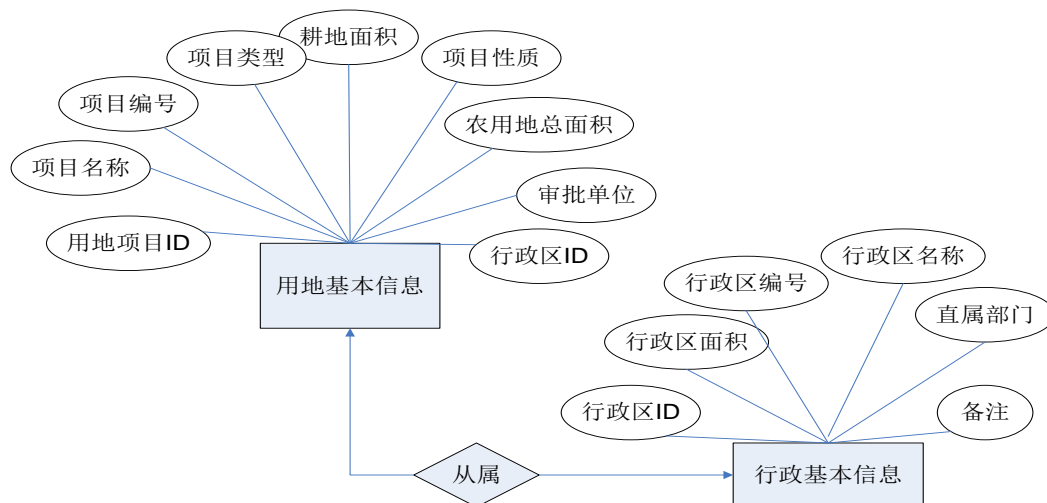 耕地面积
项目类型
项目性质
项目编号
农用地总面积
项目名称
审批单位
用地项目ID
行政区ID
用地基本信息
行政区名称
行政区编号
直属部门
行政区面积
行政区ID
备注
从属
行政基本信息